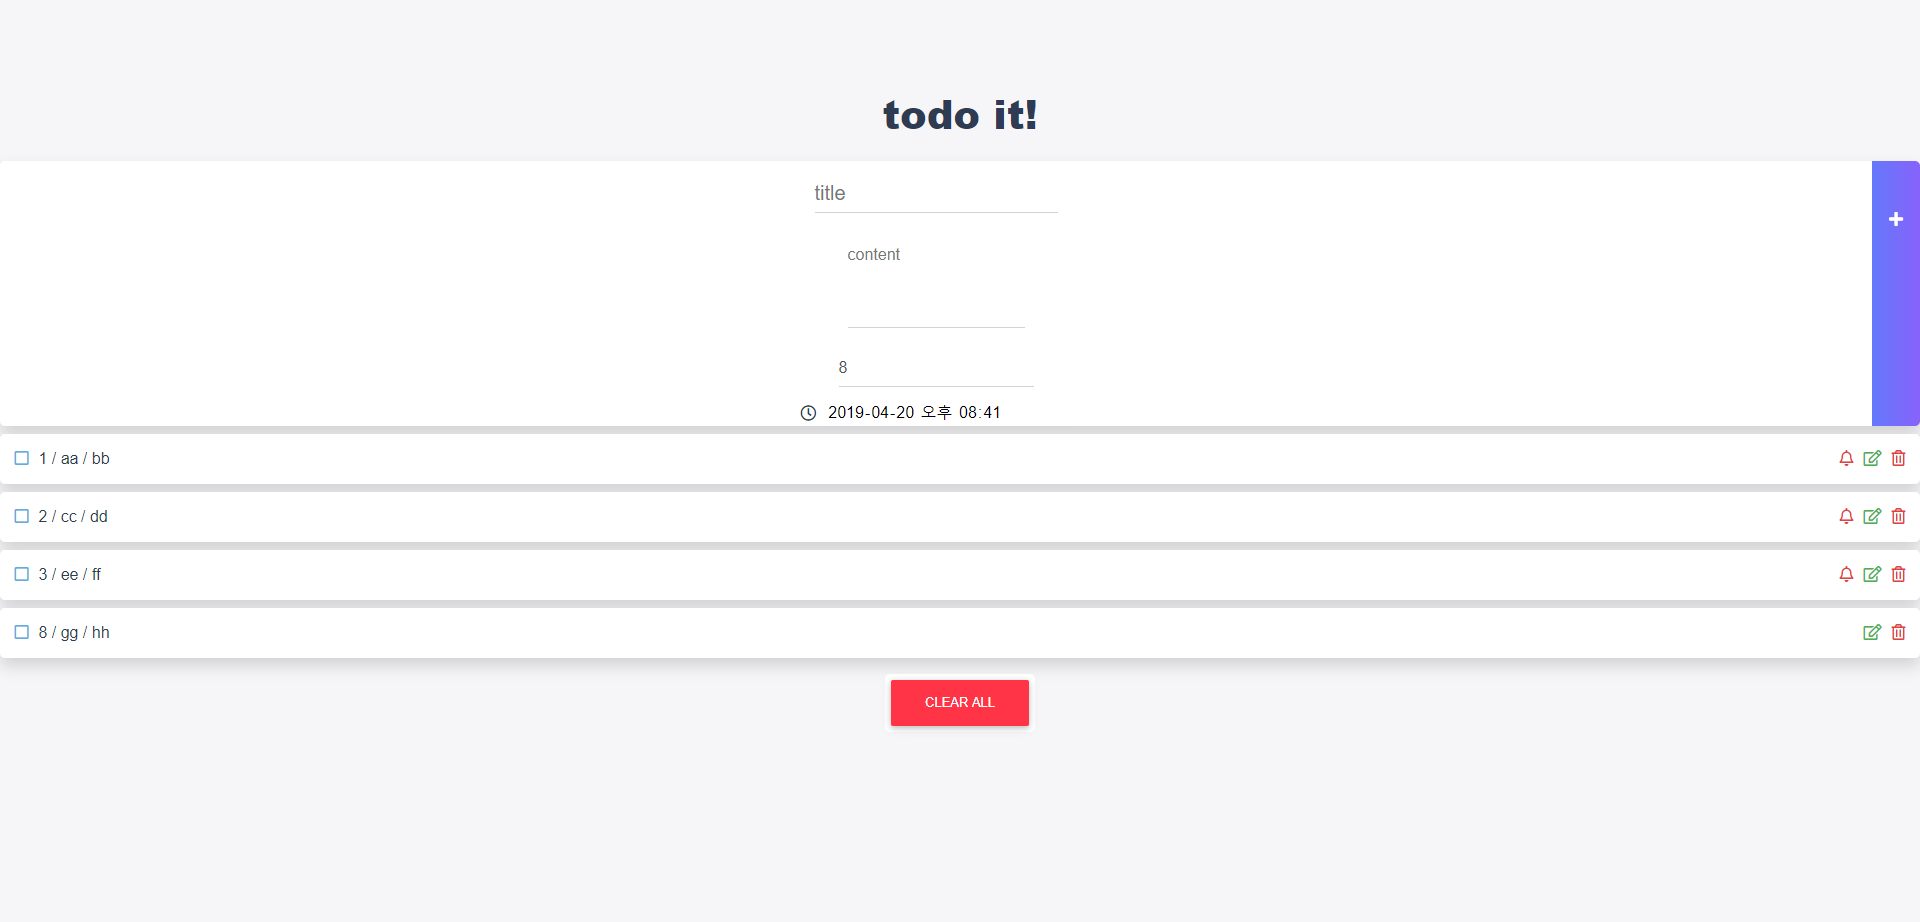 todo it!
title
content
8
2019-04-20 오후 08:41
1 / aa / bb
2 / cc / dd
3 / ee / ff
8 / gg / hh
CLEAR ALL